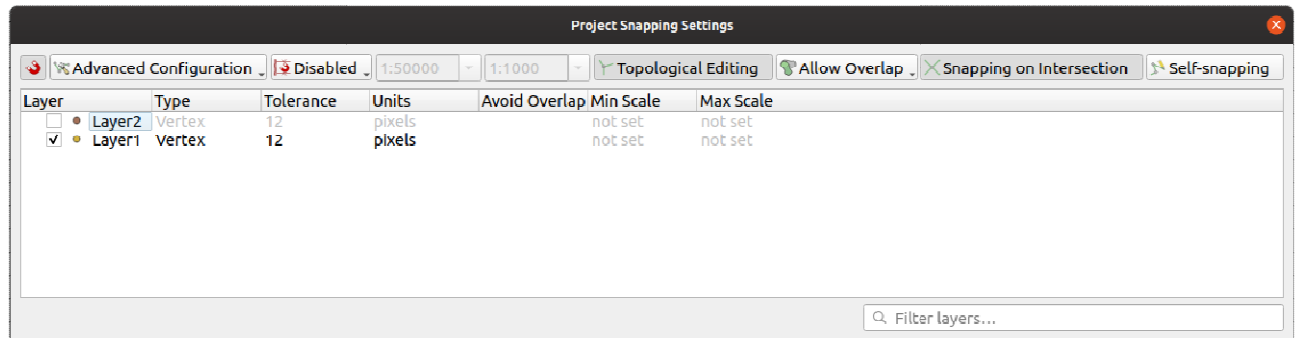 Project Snapping Settings
Advanced Configuration Disabled 1:50000 1:1000 Topological Editing Allow Overlap Snapping on Intersection Self-snapping
Layer Type Tolerance Units Avoid Overlap Min Scale Max Scale
Layer2 Vertex 12 pixels not set not set
Layer1 Vertex 12 pixels not set not set
Filter layers...